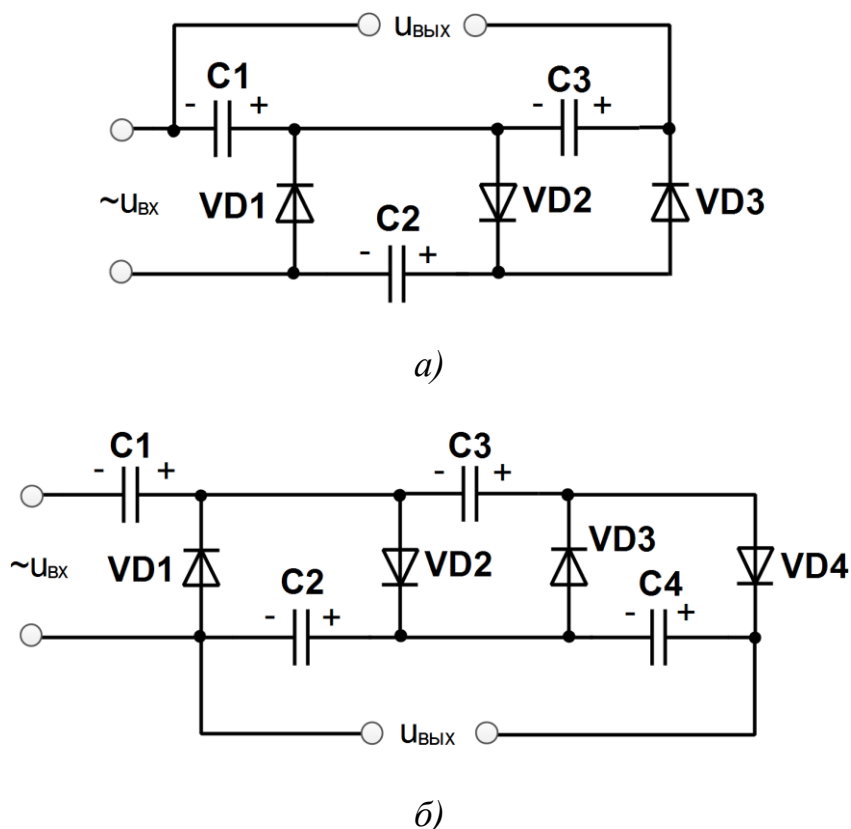 uвых
C1
C3
- +
- +
~uвх
VD1
VD2
VD3
C2
- +
а)
C1
C3
- +
- +
~uвх
VD1
VD2
VD3
VD4
C2
C4
- +
- +
uвых
б)